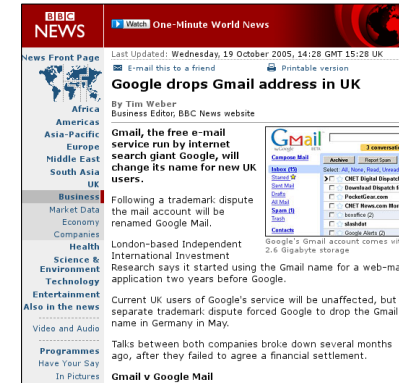 BBC
NEWS
Watch One-Minute World News
News Front Page
Africa
Americas
Asia-Pacific
Europe
Middle East
South Asia
UK
Business
Market Data
Economy
Companies
Health
Science &
Environment
Technology
Entertainment
Also in the news
Video and Audio
Programmes
Have Your Say
In Pictures
Last Updated: Wednesday, 19 October 2005, 14:28 GMT 15:28 UK
E-mail this to a friend
Printable version
Google drops Gmail address in UK
By Tim Weber
Business Editor, BBC News website
Gmail, the free e-mail
service run by internet
search giant Google, will
change its name for new UK
users.
Following a trademark dispute
the mail account will be
renamed Google Mail.
London-based Independent
International Investment
Research says it started using the Gmail name for a web-ma
application two years before Google.
Current UK users of Google's service will be unaffected, but
separate trademark dispute forced Google to drop the Gmail
name in Germany in May.
Talks between both companies broke down several months
ago, after they failed to agree a financial settlement.
Gmail v Google Mail
Gmail
by Google
BETA
Compose Mail
Inbox (15)
Starred
Sent Mail
Drafts
All Mail
Spam (1)
Trash
Contacts
3 conversatio
Archive
Report Spam
Select: All, None, Read, Unread
CNET Digital Dispatch
Download Dispatch
PocketGear.com
CNET News.com Mor
boxoffice (2)
slashdot
Google Alerts (2)
Google's Gmail account comes wit
2.6 Gigabyte storage